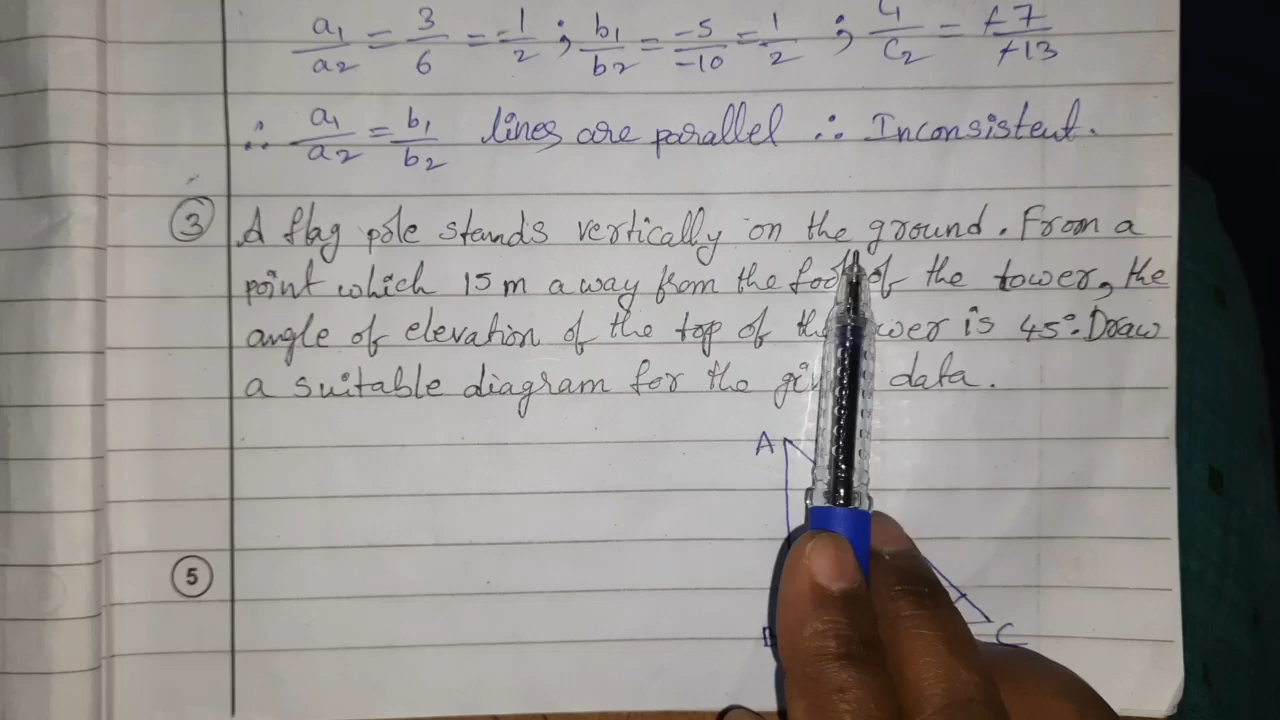 a1/a2 = 3/6 = 1/2 ; b1/b2 = -5/-10 = 1/2 ; 4/C2 = +7/+13
∴ a1/a2 = b1/b2 lines are parallel ∴ Inconsistent.
3 A flag pole stands vertically on the ground. From a
point which 15 m away from the foot of the tower, the
angle of elevation of the top of the is 45°. Draw
a suitable diagram for the data.
A
5
C